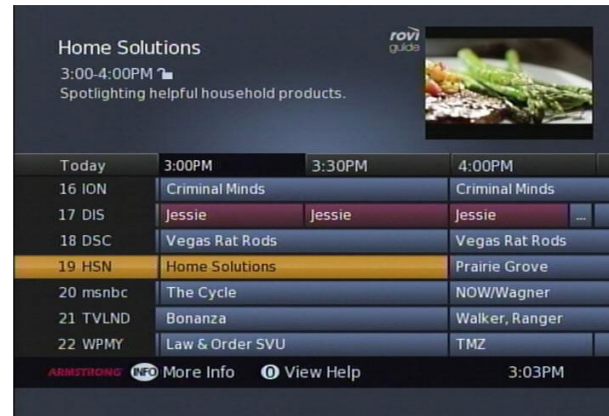 Home Solutions
rovi
guide
3:00-4:00PM
Spotlighting helpful household products.
Today 3:00PM 3:30PM 4:00PM
16 ION Criminal Minds Criminal Minds
17 DIS Jessie Jessie Jessie ...
18 DSC Vegas Rat Rods Vegas Rat Rods
19 HSN Home Solutions Prairie Grove
20 msnbc The Cycle NOW/Wagner
21 TVLND Bonanza Walker, Ranger
22 WPMY Law & Order SVU TMZ
ARMSTRONG INFO More Info O View Help 3:03PM